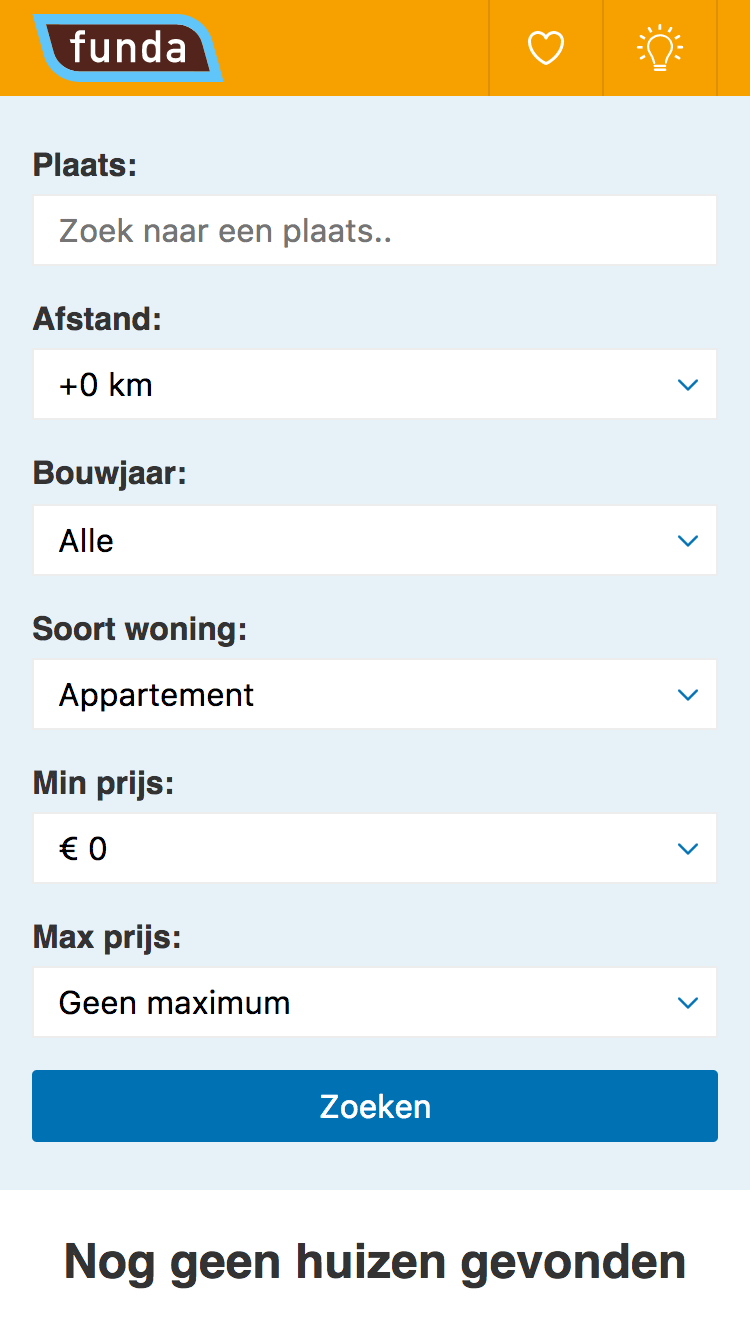 funda
Plaats:
Zoek naar een plaats..
Afstand:
+0 km
Bouwjaar:
Alle
Soort woning:
Appartement
Min prijs:
€ 0
Max prijs:
Geen maximum
Zoeken
Nog geen huizen gevonden